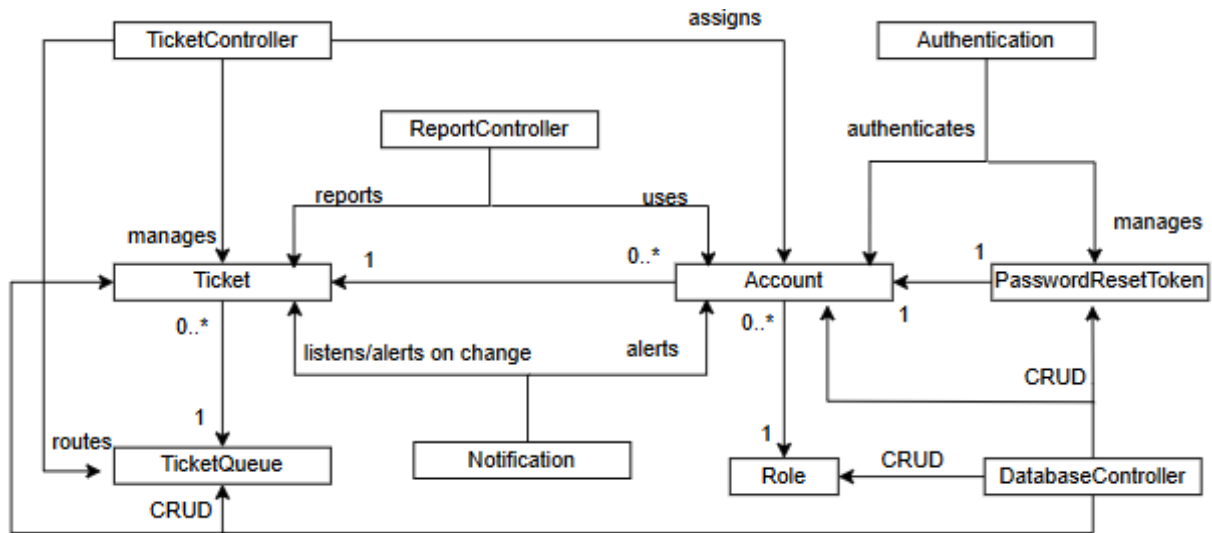 assigns
TicketController
Authentication
ReportController
authenticates
reports
uses
manages
manages
1
0..*
1
Ticket
Account
PasswordResetToken
0..*
0..*
1
listens/alerts on change
alerts
CRUD
1
1
routes
TicketQueue
Notification
CRUD
Role
DatabaseController
CRUD